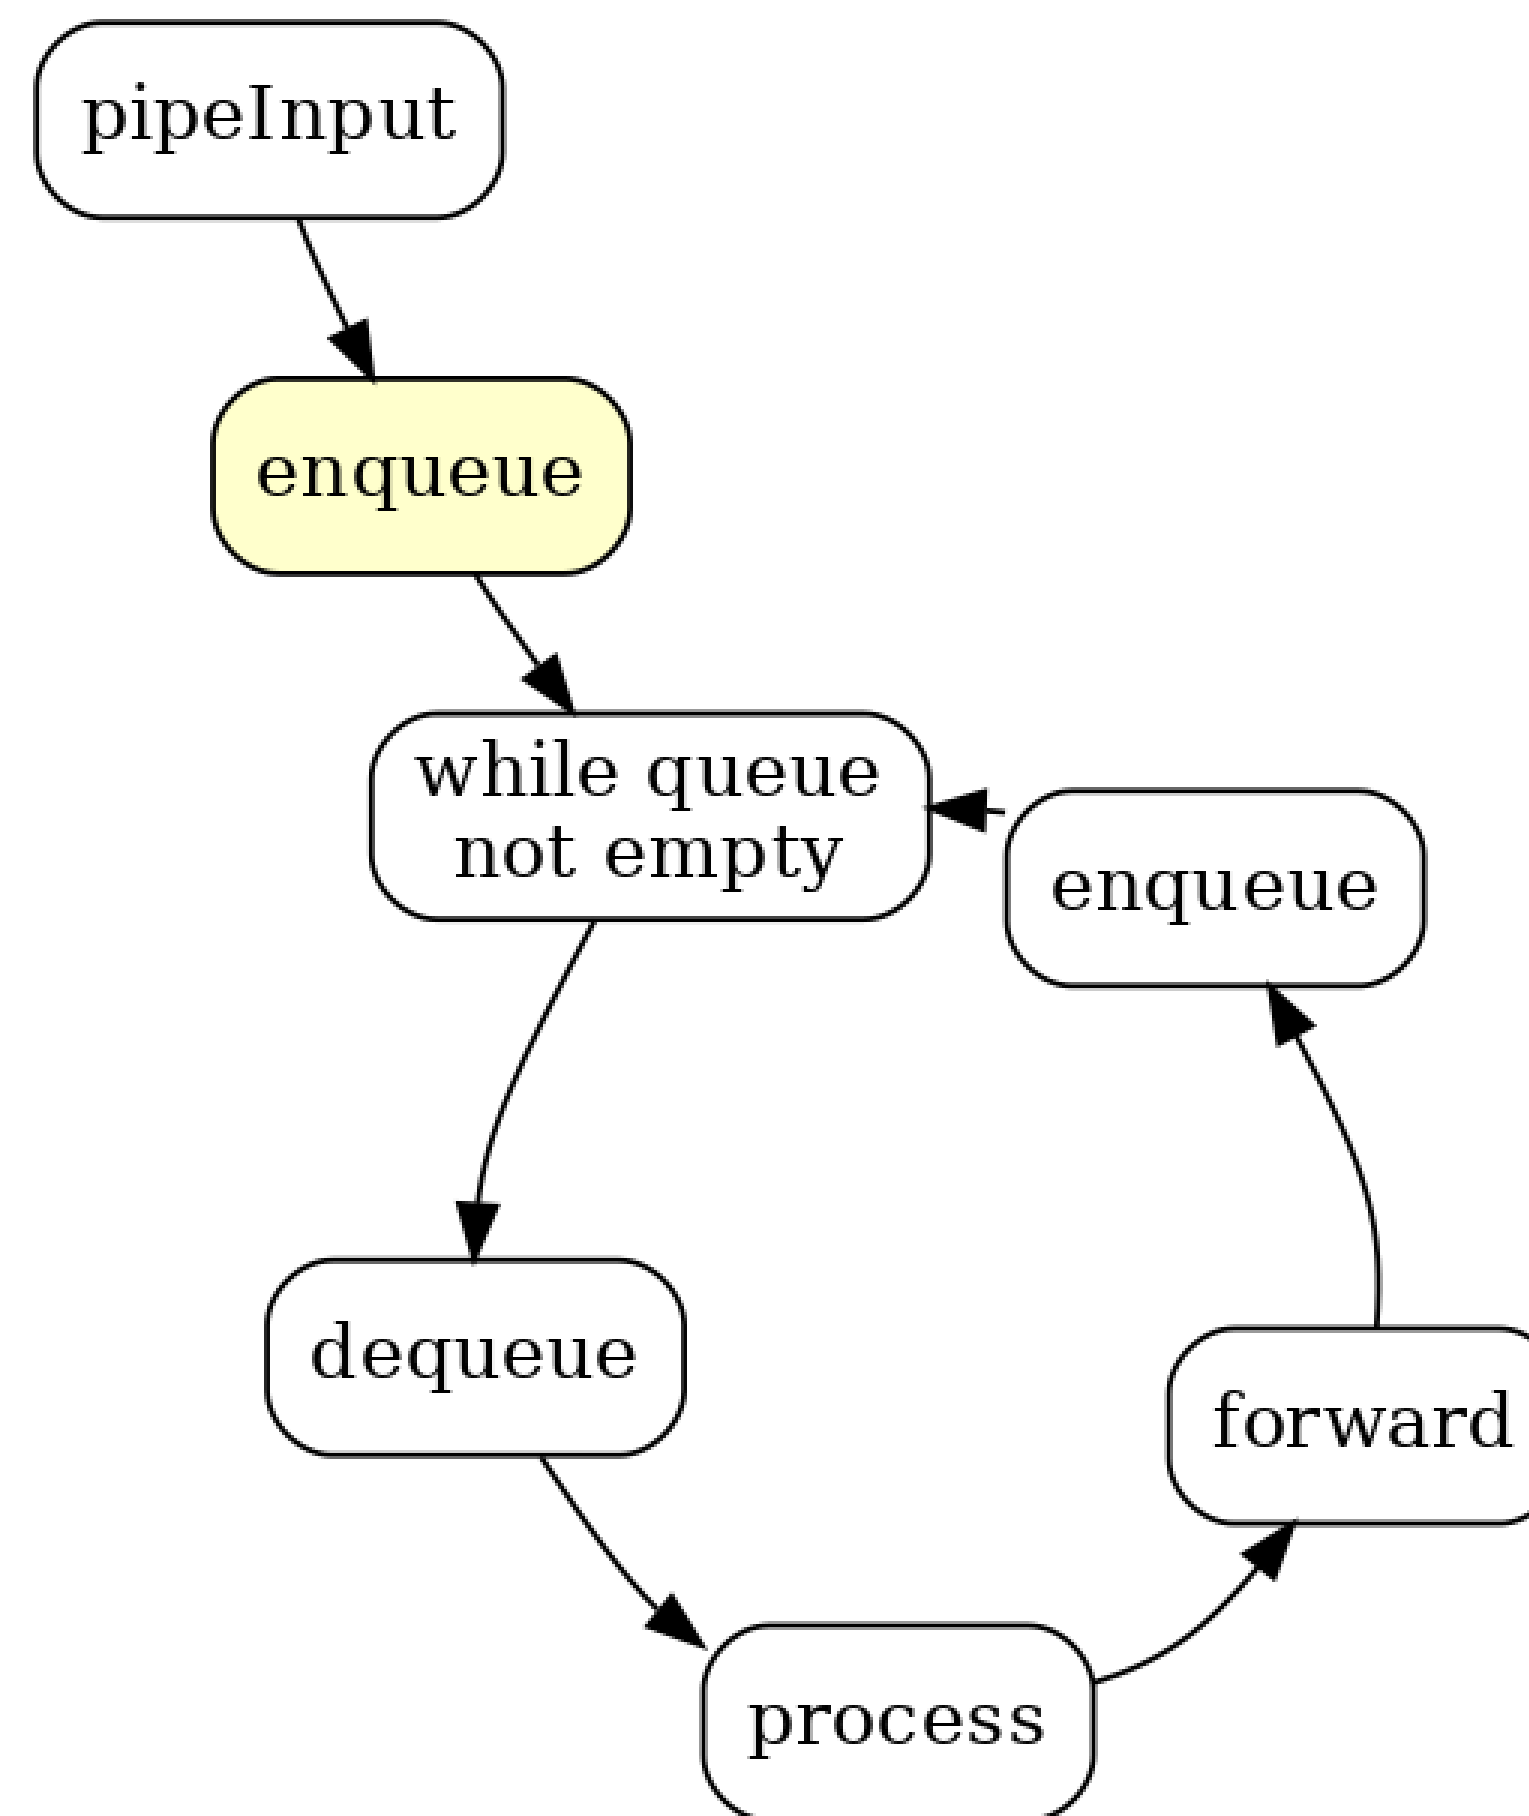 pipeInput
enqueue
while queue
not empty
enqueue
dequeue
forward
process